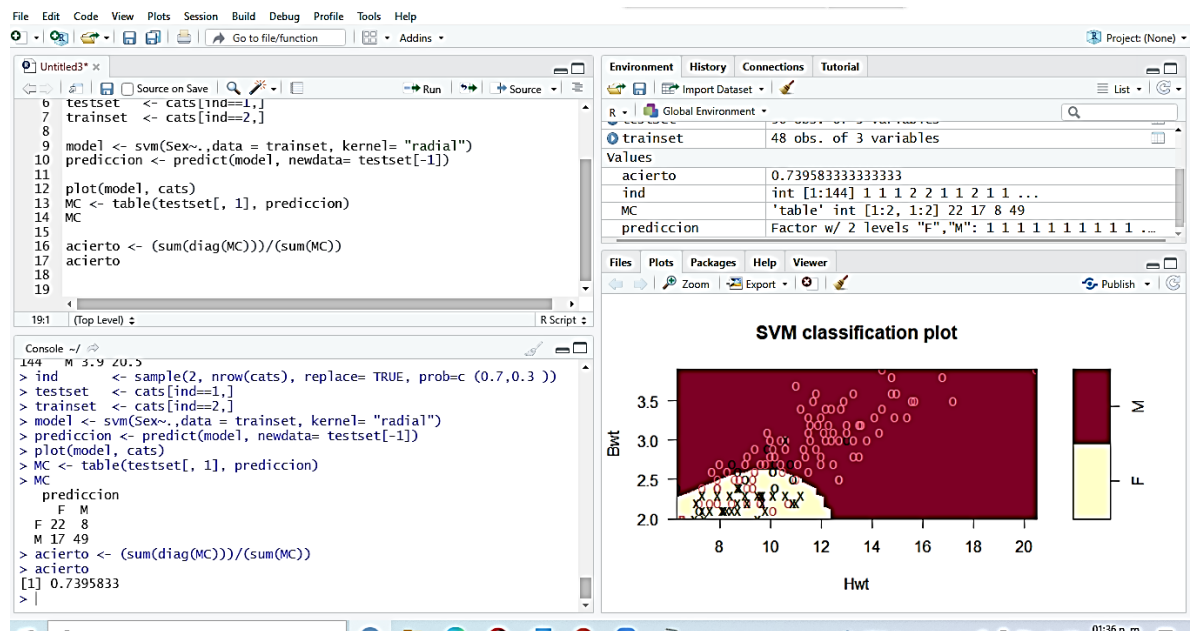 File Edit Code View Plots Session Build Debug Profile Tools Help
Go to file/function
Addins
Project: (None)
Untitled3*
Source on Save
Run
Source
6 testset <- cats[ind==1,]
7 trainset <- cats[ind==2,]
8
9 model <- svm(Sex~.,data = trainset, kernel= "radial")
10 prediccion <- predict(model, newdata= testset[-1])
11
12 plot(model, cats)
13 MC <- table(testset[, 1], prediccion)
14 MC
15
16 acierto <- (sum(diag(MC)))/(sum(MC))
17 acierto
18
19
19:1 (Top Level) R Script
Console ~/
144 M 3.9 20.5
> ind <- sample(2, nrow(cats), replace= TRUE, prob=c (0.7,0.3 ))
> testset <- cats[ind==1,]
> trainset <- cats[ind==2,]
> model <- svm(Sex~.,data = trainset, kernel= "radial")
> prediccion <- predict(model, newdata= testset[-1])
> plot(model, cats)
> MC <- table(testset[, 1], prediccion)
> MC
prediccion
F M
F 22 8
M 17 49
> acierto <- (sum(diag(MC)))/(sum(MC))
> acierto
[1] 0.7395833
>
Environment History Connections Tutorial
Import Dataset
List
R Global Environment
trainset 48 obs. of 3 variables
Values
acierto 0.739583333333333
ind int [1:144] 1 1 1 2 2 1 1 2 1 1 ...
MC 'table' int [1:2, 1:2] 22 17 8 49
prediccion Factor w/ 2 levels "F","M": 1 1 1 1 1 1 1 1 1 1 ...
Files Plots Packages Help Viewer
Zoom Export
Publish
SVM classification plot
3.5
3.0
2.5
2.0
Bwt
8 10 12 14 16 18 20
Hwt
M
F
01:36 p. m.